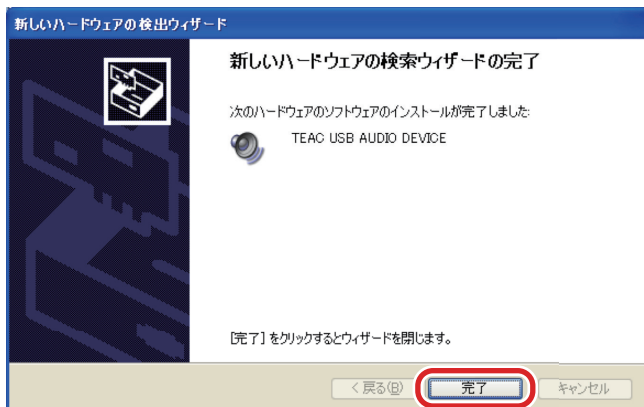 新しいハードウェアの検出ウィザード
新しいハードウェアの検索ウィザードの完了
次のハードウェアのソフトウェアのインストールが完了しました:
TEAC USB AUDIO DEVICE
[完了] をクリックするとウィザードを閉じます。
< 戻る(B) 完了 キャンセル